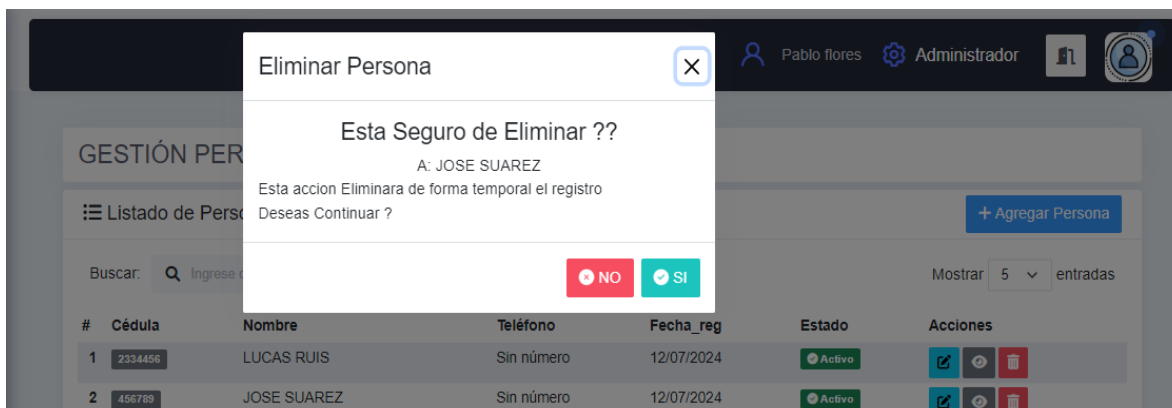 Pablo flores Administrador
Eliminar Persona
Esta Seguro de Eliminar ??
A: JOSE SUAREZ
Esta accion Eliminara de forma temporal el registro
Deseas Continuar ?
NO SI
GESTIÓN PER
Listado de Perso
+ Agregar Persona
Buscar: Ingrese
Mostrar 5 entradas
# Cédula Nombre Teléfono Fecha_reg Estado Acciones
1 2334456 LUCAS RUIS Sin número 12/07/2024 Activo
2 456789 JOSE SUAREZ Sin número 12/07/2024 Activo